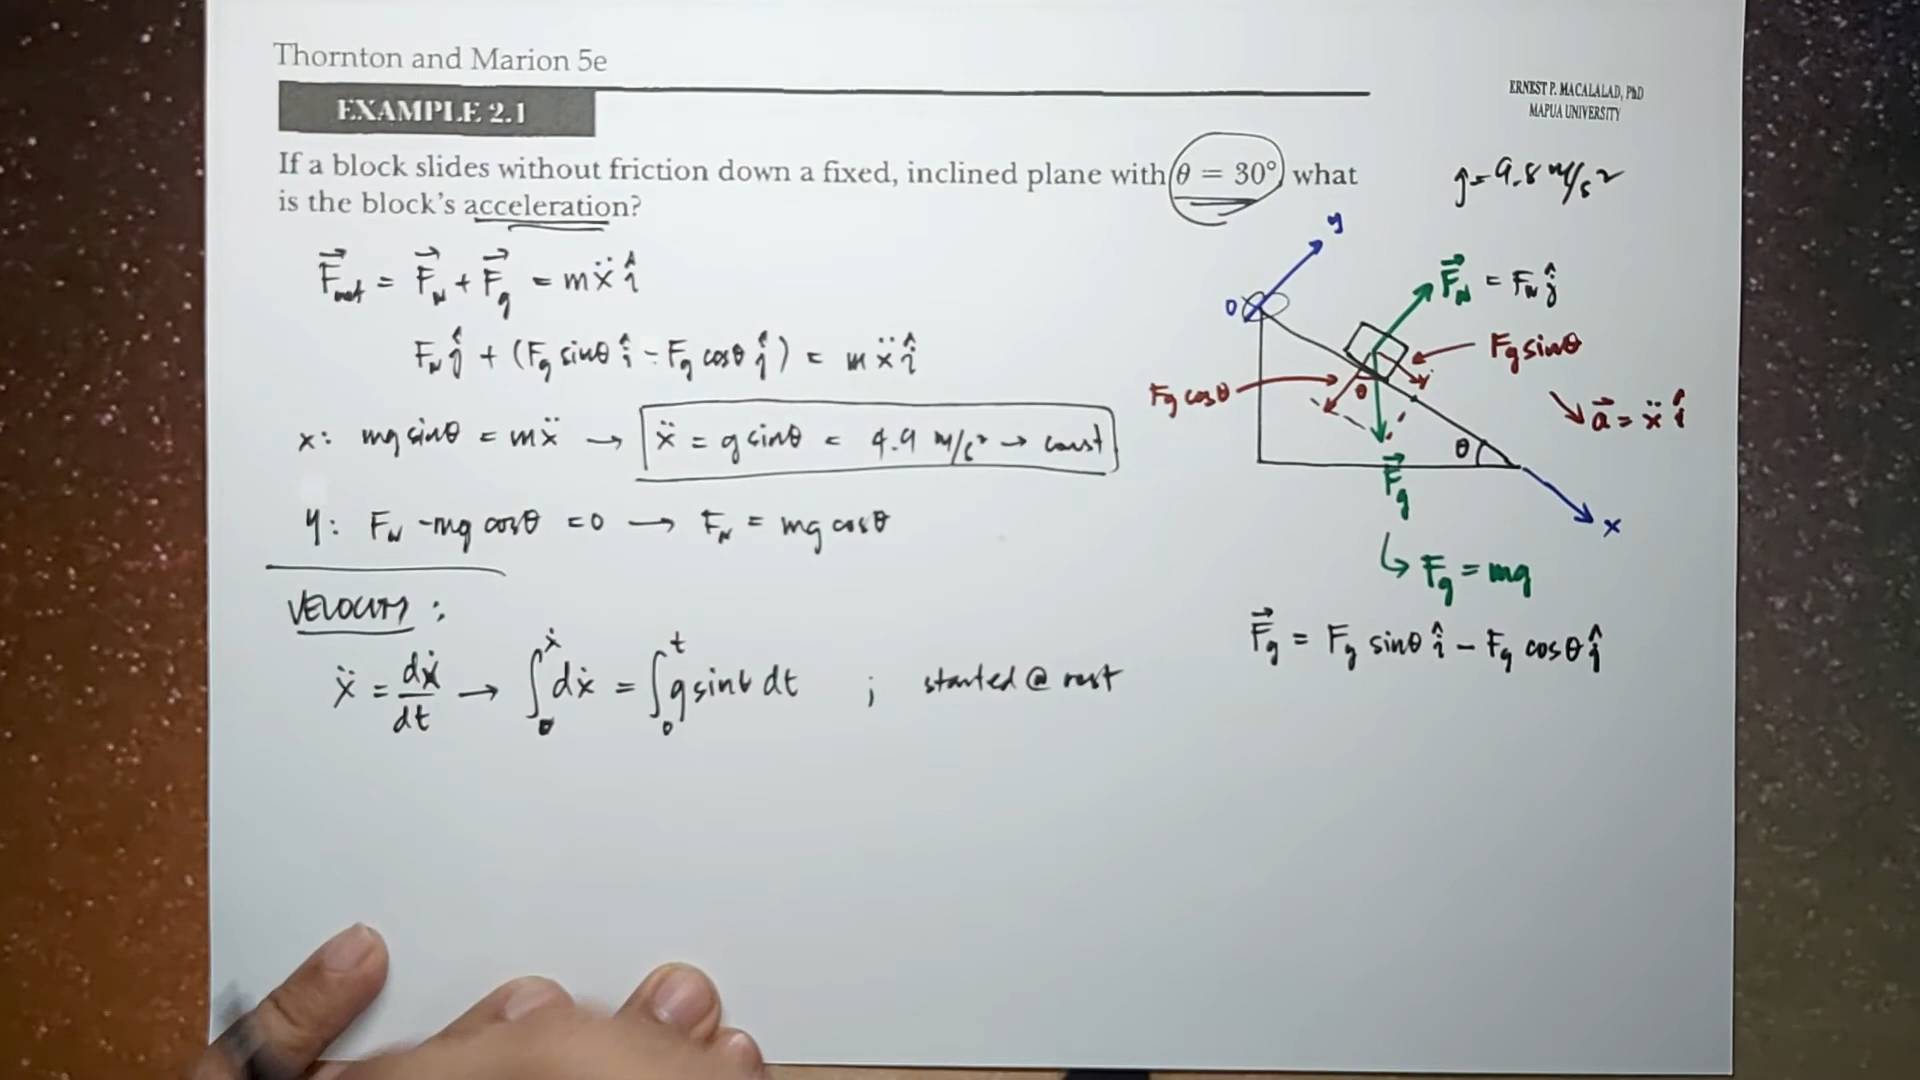 Thornton and Marion 5e
EXAMPLE 2.1
ERNEST P. MACALALAD, PhD
MAPUA UNIVERSITY
If a block slides without friction down a fixed, inclined plane with θ = 30°, what
is the block's acceleration?
g = 9.8 m/s²
F⃗net = F⃗N + F⃗g = mẍ î
FN ĵ + (Fg sinθ î − Fg cosθ ĵ) = mẍ î
x: mg sinθ = mẍ → ẍ = g sinθ = 4.9 m/s² → const
y: FN − mg cosθ = 0 → FN = mg cosθ
VELOCITY :
ẍ = dẋ/dt → ∫₀^ẋ dẋ = ∫₀^t g sinθ dt ; started @ rest
y
O
F⃗N = FN ĵ
Fg sinθ
Fg cosθ
θ
a⃗ = ẍ î
θ
F⃗g
x
↳ Fg = mg
F⃗g = Fg sinθ î − Fg cosθ ĵ